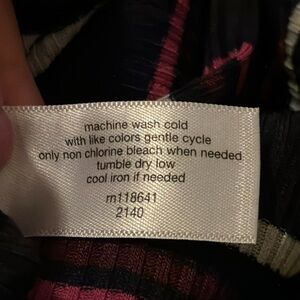 machine wash cold
with like colors gentle cycle
only non chlorine bleach when needed
tumble dry low
cool iron if needed
rn118641
2140